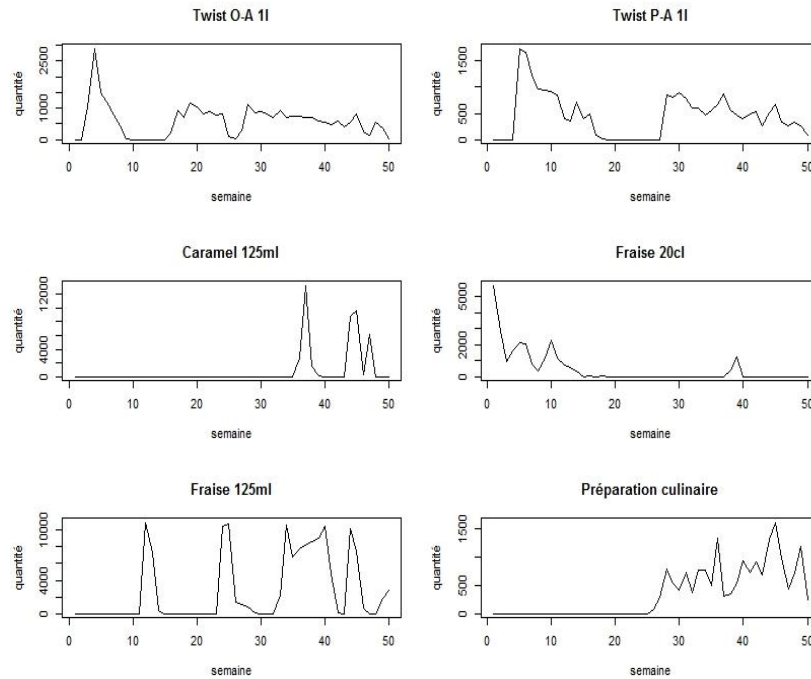 Twist O-A 1l
quantité
0 1000 2500
0 10 20 30 40 50
semaine
Twist P-A 1l
quantité
0 500 1500
0 10 20 30 40 50
semaine
Caramel 125ml
quantité
0 4000 12000
0 10 20 30 40 50
semaine
Fraise 20cl
quantité
0 2000 5000
0 10 20 30 40 50
semaine
Fraise 125ml
quantité
0 4000 10000
0 10 20 30 40 50
semaine
Préparation culinaire
quantité
0 500 1500
0 10 20 30 40 50
semaine